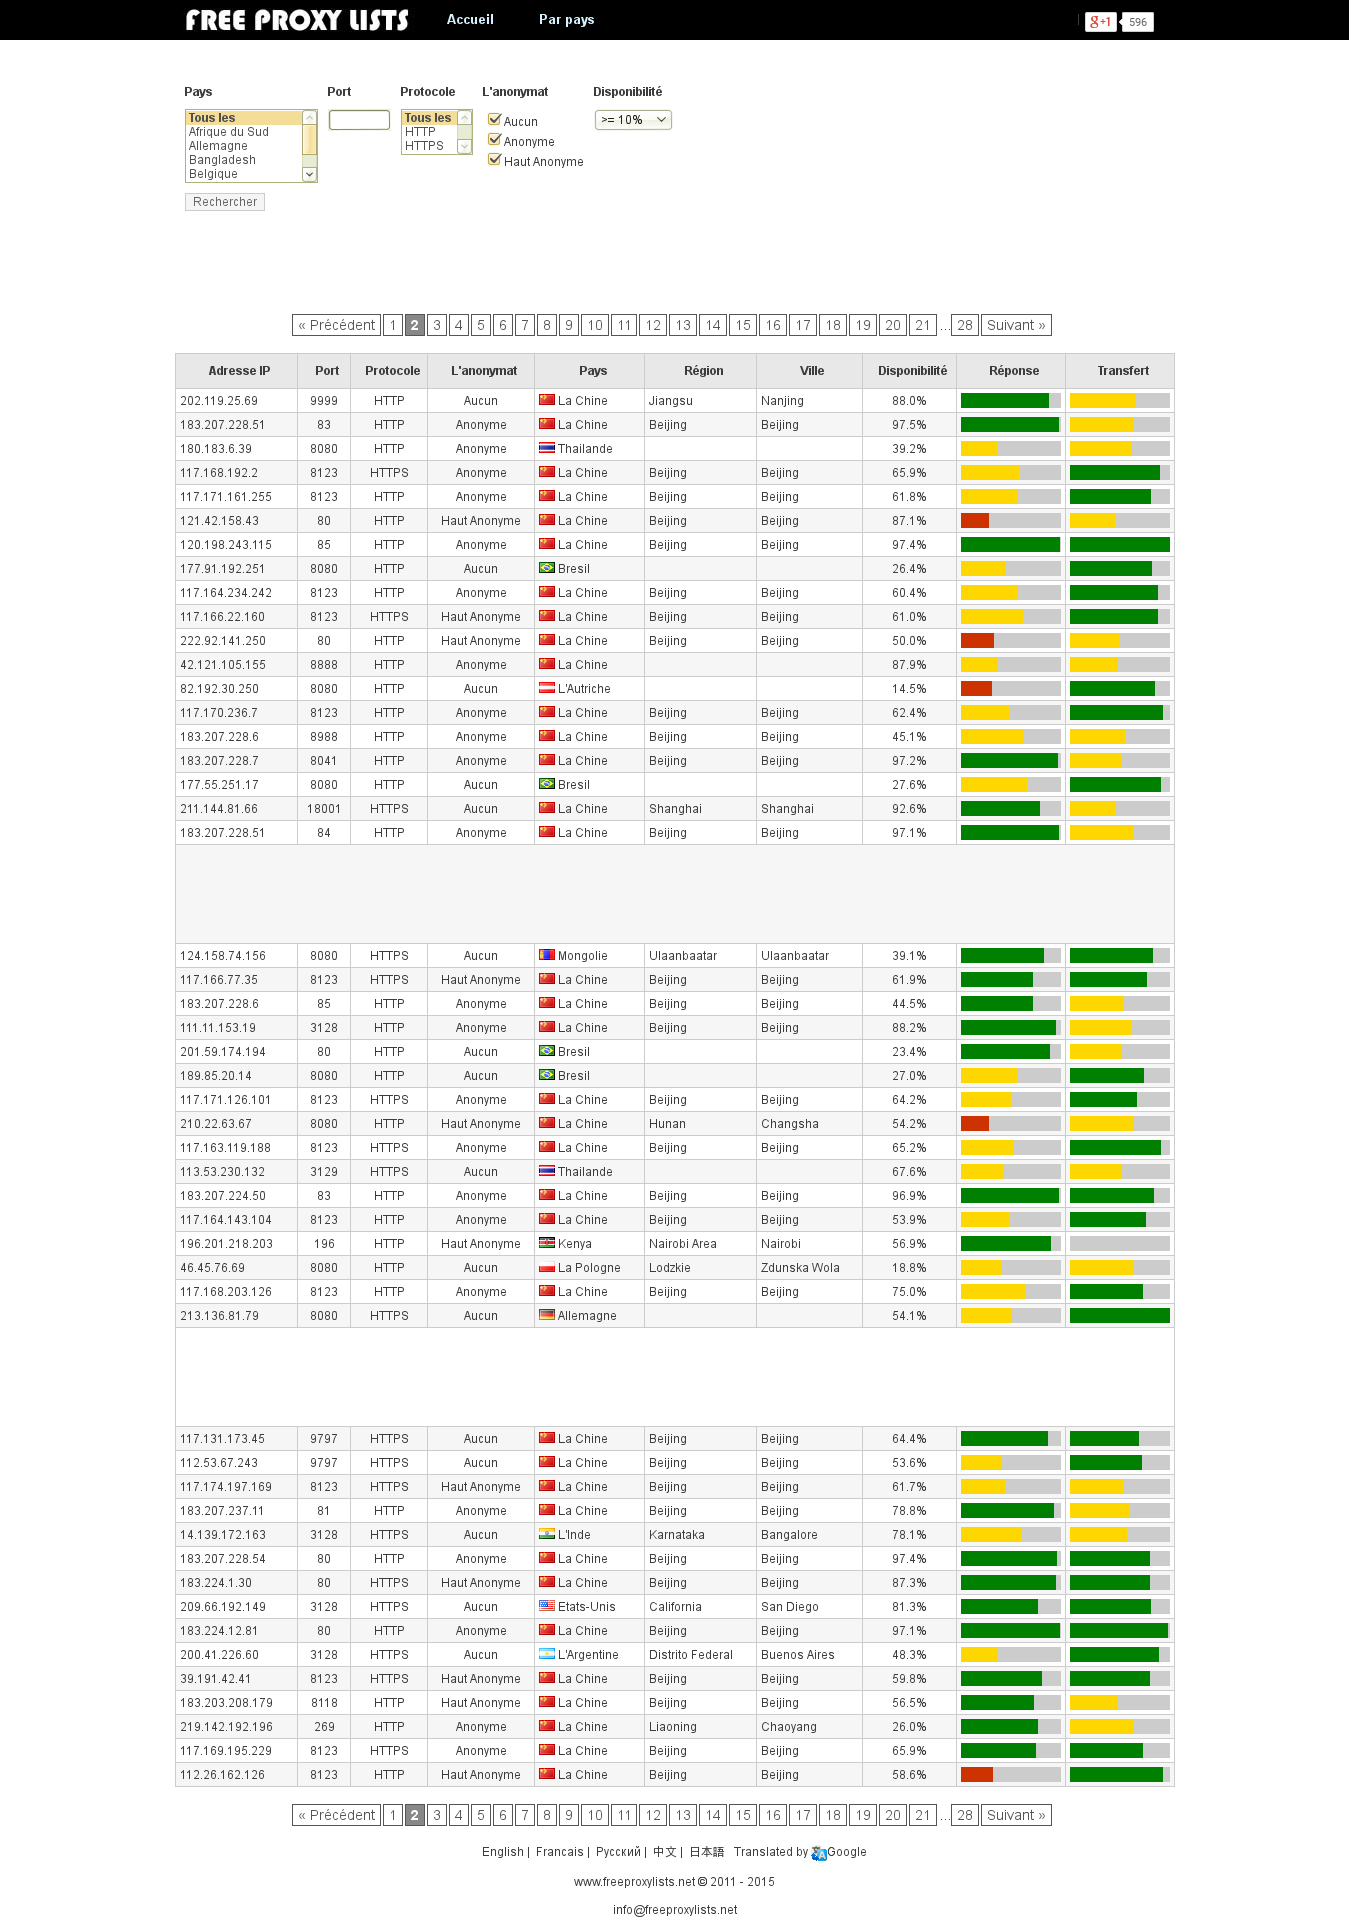 FREE PROXY LISTS Accueil Par pays g+1 596
Pays Port Protocole L'anonymat Disponibilité
Tous les Tous les Aucun >= 10%
Afrique du Sud HTTP Anonyme
Allemagne HTTPS Haut Anonyme
Bangladesh
Belgique
Rechercher
« Précédent 1 2 3 4 5 6 7 8 9 10 11 12 13 14 15 16 17 18 19 20 21 ... 28 Suivant »
Adresse IP Port Protocole L'anonymat Pays Région Ville Disponibilité Réponse Transfert
202.119.25.69 9999 HTTP Aucun La Chine Jiangsu Nanjing 88.0%
183.207.228.51 83 HTTP Anonyme La Chine Beijing Beijing 97.5%
180.183.6.39 8080 HTTP Anonyme Thailande 39.2%
117.168.192.2 8123 HTTPS Anonyme La Chine Beijing Beijing 65.9%
117.171.161.255 8123 HTTP Anonyme La Chine Beijing Beijing 61.8%
121.42.158.43 80 HTTP Haut Anonyme La Chine Beijing Beijing 87.1%
120.198.243.115 85 HTTP Anonyme La Chine Beijing Beijing 97.4%
177.91.192.251 8080 HTTP Aucun Bresil 26.4%
117.164.234.242 8123 HTTP Anonyme La Chine Beijing Beijing 60.4%
117.166.22.160 8123 HTTPS Haut Anonyme La Chine Beijing Beijing 61.0%
222.92.141.250 80 HTTP Haut Anonyme La Chine Beijing Beijing 50.0%
42.121.105.155 8888 HTTP Anonyme La Chine 87.9%
82.192.30.250 8080 HTTP Aucun L'Autriche 14.5%
117.170.236.7 8123 HTTP Anonyme La Chine Beijing Beijing 62.4%
183.207.228.6 8988 HTTP Anonyme La Chine Beijing Beijing 45.1%
183.207.228.7 8041 HTTP Anonyme La Chine Beijing Beijing 97.2%
177.55.251.17 8080 HTTP Aucun Bresil 27.6%
211.144.81.66 18001 HTTPS Aucun La Chine Shanghai Shanghai 92.6%
183.207.228.51 84 HTTP Anonyme La Chine Beijing Beijing 97.1%
124.158.74.156 8080 HTTPS Aucun Mongolie Ulaanbaatar Ulaanbaatar 39.1%
117.166.77.35 8123 HTTPS Haut Anonyme La Chine Beijing Beijing 61.9%
183.207.228.6 85 HTTP Anonyme La Chine Beijing Beijing 44.5%
111.11.153.19 3128 HTTP Anonyme La Chine Beijing Beijing 88.2%
201.59.174.194 80 HTTP Aucun Bresil 23.4%
189.85.20.14 8080 HTTP Aucun Bresil 27.0%
117.171.126.101 8123 HTTPS Anonyme La Chine Beijing Beijing 64.2%
210.22.63.67 8080 HTTP Haut Anonyme La Chine Hunan Changsha 54.2%
117.163.119.188 8123 HTTPS Anonyme La Chine Beijing Beijing 65.2%
113.53.230.132 3129 HTTPS Aucun Thailande 67.6%
183.207.224.50 83 HTTP Anonyme La Chine Beijing Beijing 96.9%
117.164.143.104 8123 HTTP Anonyme La Chine Beijing Beijing 53.9%
196.201.218.203 196 HTTP Haut Anonyme Kenya Nairobi Area Nairobi 56.9%
46.45.76.69 8080 HTTP Aucun La Pologne Lodzkie Zdunska Wola 18.8%
117.168.203.126 8123 HTTP Anonyme La Chine Beijing Beijing 75.0%
213.136.81.79 8080 HTTPS Aucun Allemagne 54.1%
117.131.173.45 9797 HTTPS Aucun La Chine Beijing Beijing 64.4%
112.53.67.243 9797 HTTPS Aucun La Chine Beijing Beijing 53.6%
117.174.197.169 8123 HTTPS Haut Anonyme La Chine Beijing Beijing 61.7%
183.207.237.11 81 HTTP Anonyme La Chine Beijing Beijing 78.8%
14.139.172.163 3128 HTTPS Aucun L'Inde Karnataka Bangalore 78.1%
183.207.228.54 80 HTTP Anonyme La Chine Beijing Beijing 97.4%
183.224.1.30 80 HTTPS Haut Anonyme La Chine Beijing Beijing 87.3%
209.66.192.149 3128 HTTPS Aucun Etats-Unis California San Diego 81.3%
183.224.12.81 80 HTTP Anonyme La Chine Beijing Beijing 97.1%
200.41.226.60 3128 HTTPS Aucun L'Argentine Distrito Federal Buenos Aires 48.3%
39.191.42.41 8123 HTTPS Haut Anonyme La Chine Beijing Beijing 59.8%
183.203.208.179 8118 HTTP Haut Anonyme La Chine Beijing Beijing 56.5%
219.142.192.196 269 HTTP Anonyme La Chine Liaoning Chaoyang 26.0%
117.169.195.229 8123 HTTPS Anonyme La Chine Beijing Beijing 65.9%
112.26.162.126 8123 HTTP Haut Anonyme La Chine Beijing Beijing 58.6%
« Précédent 1 2 3 4 5 6 7 8 9 10 11 12 13 14 15 16 17 18 19 20 21 ... 28 Suivant »
English | Francais | Русский | 中文 | 日本語 Translated by Google
www.freeproxylists.net © 2011 - 2015
info@freeproxylists.net